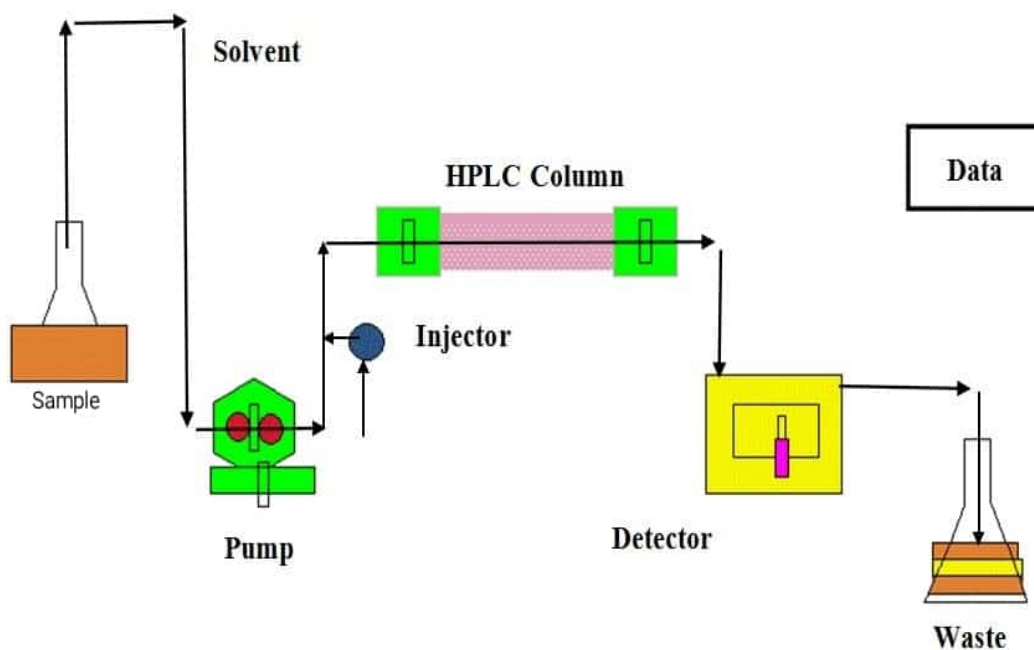 Solvent
HPLC Column
Data
Injector
Sample
Pump
Detector
Waste